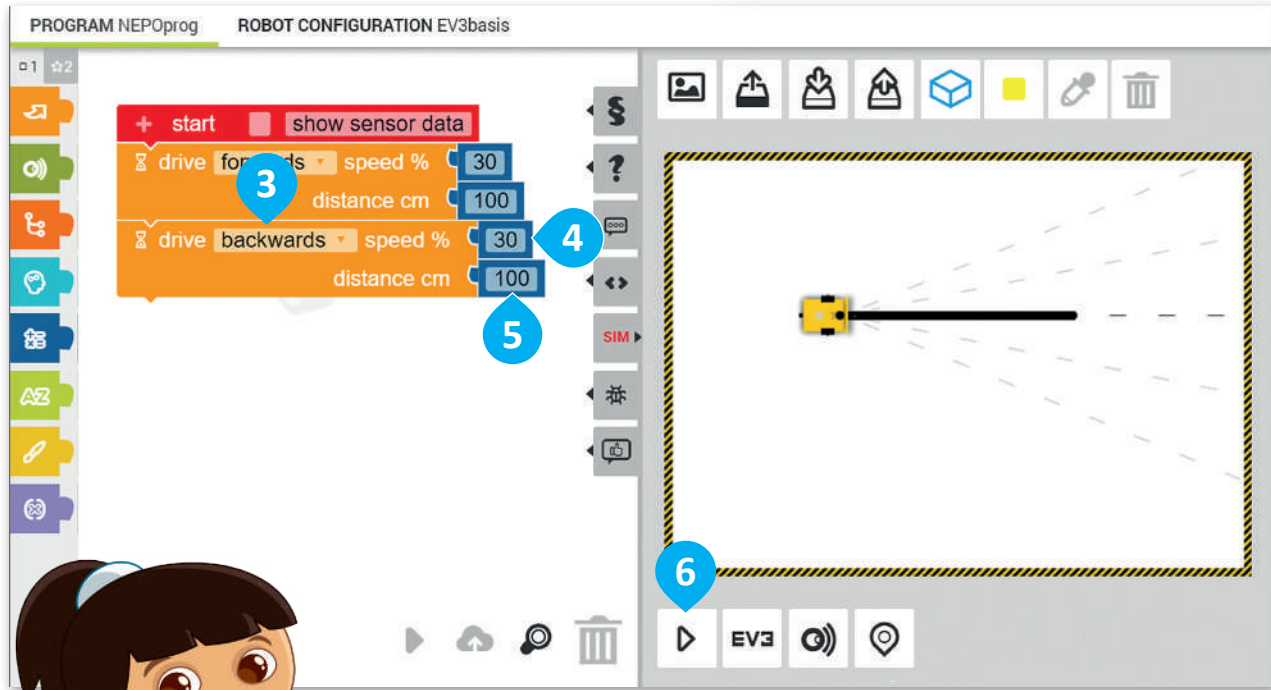 PROGRAM NEPOprog ROBOT CONFIGURATION EV3basis
1 2
+ start show sensor data
drive speed % 30
3
distance cm 100
drive backwards speed % 30
4
distance cm 100
5
SIM
AZ
6
EV3